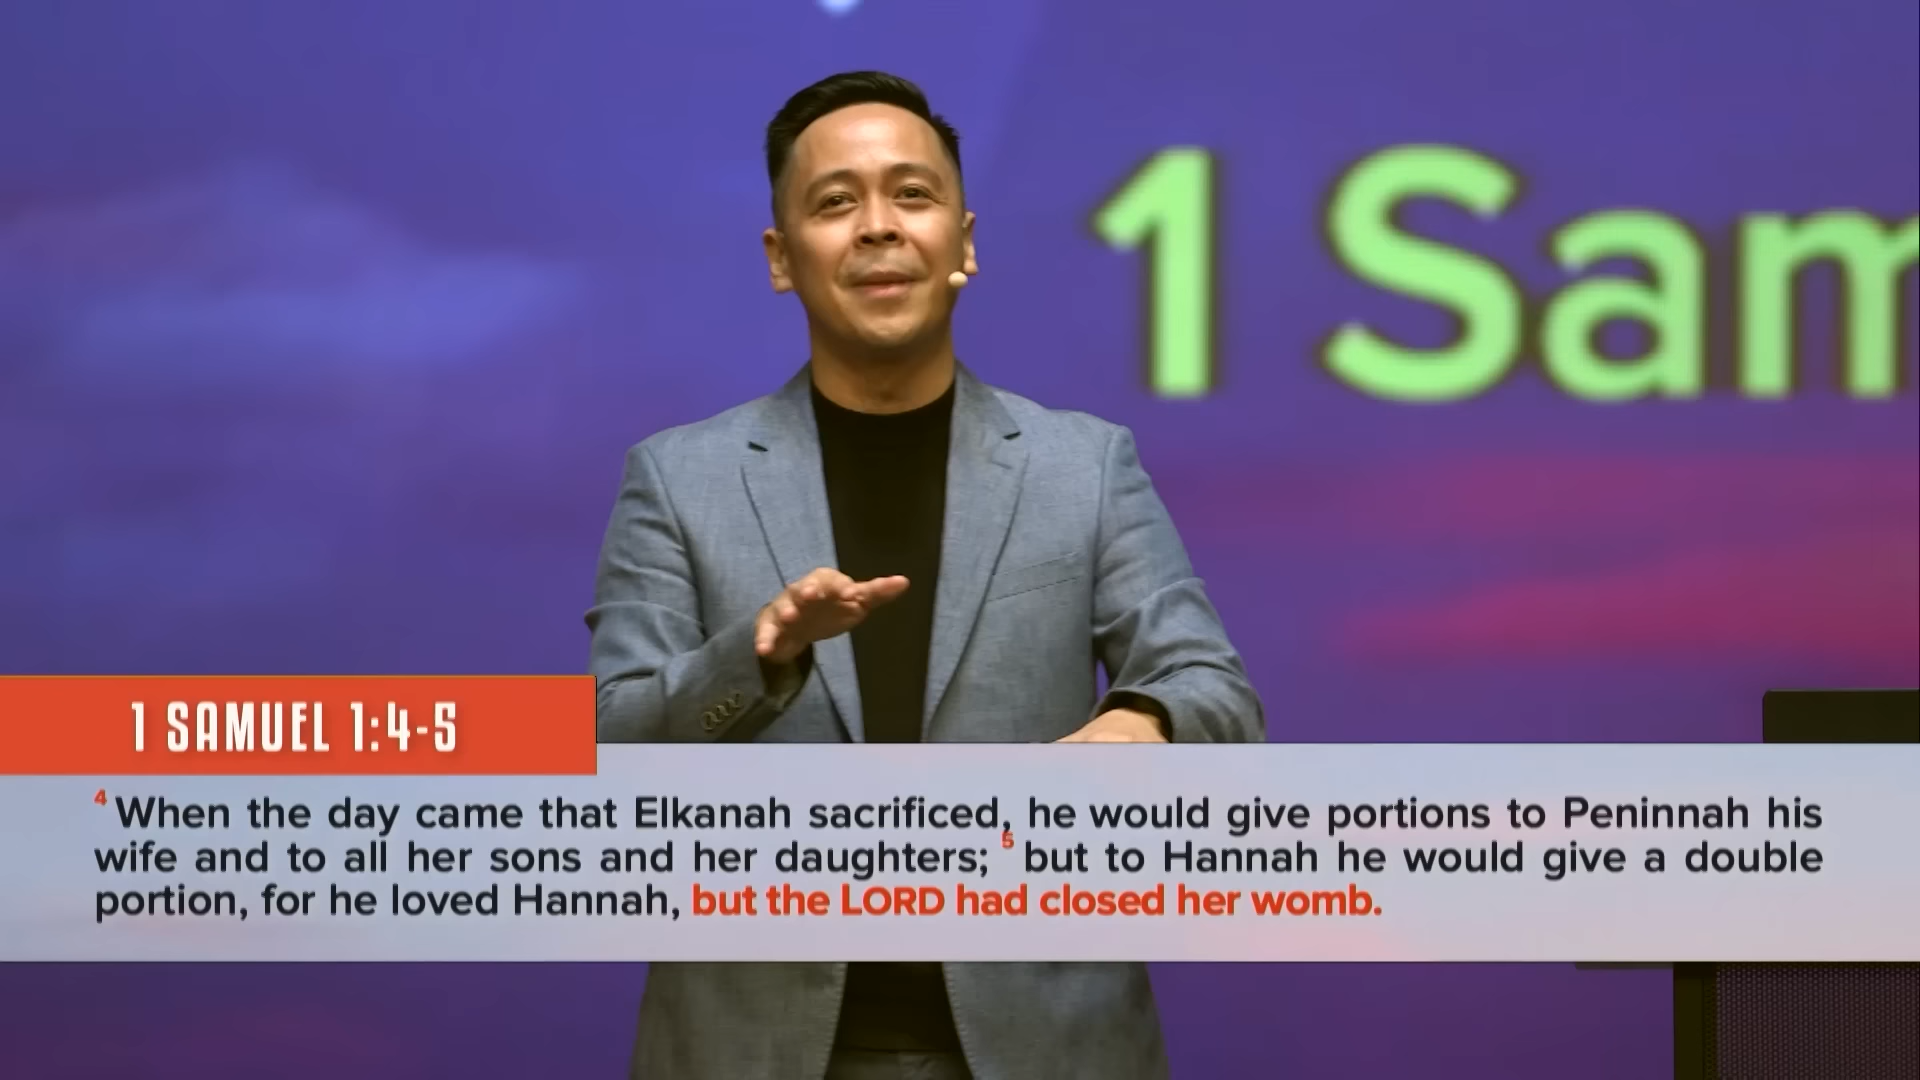 1 Sam
1 SAMUEL 1:4-5
4 When the day came that Elkanah sacrificed, he would give portions to Peninnah his
wife and to all her sons and her daughters; 5 but to Hannah he would give a double
portion, for he loved Hannah, but the LORD had closed her womb.